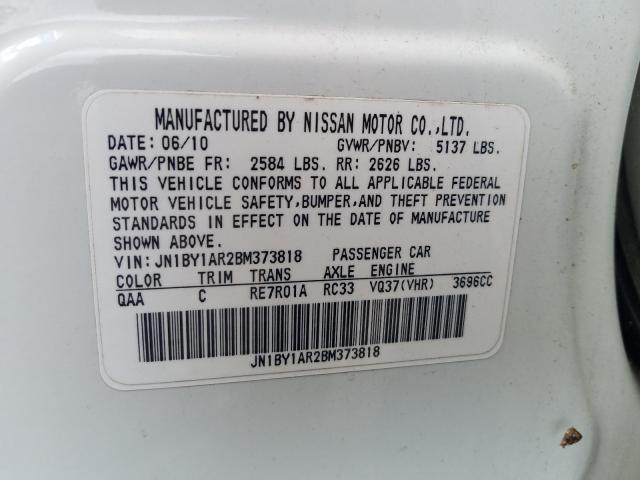 MANUFACTURED BY NISSAN MOTOR CO.,LTD.
DATE: 06/10 GVWR/PNBV: 5137 LBS.
GAWR/PNBE FR: 2584 LBS. RR: 2626 LBS.
THIS VEHICLE CONFORMS TO ALL APPLICABLE FEDERAL
MOTOR VEHICLE SAFETY,BUMPER,AND THEFT PREVENTION
STANDARDS IN EFFECT ON THE DATE OF MANUFACTURE
SHOWN ABOVE.
VIN: JN1BY1AR2BM373818 PASSENGER CAR
COLOR TRIM TRANS AXLE ENGINE
QAA C RE7R01A RC33 VQ37(VHR) 3696CC
JN1BY1AR2BM373818